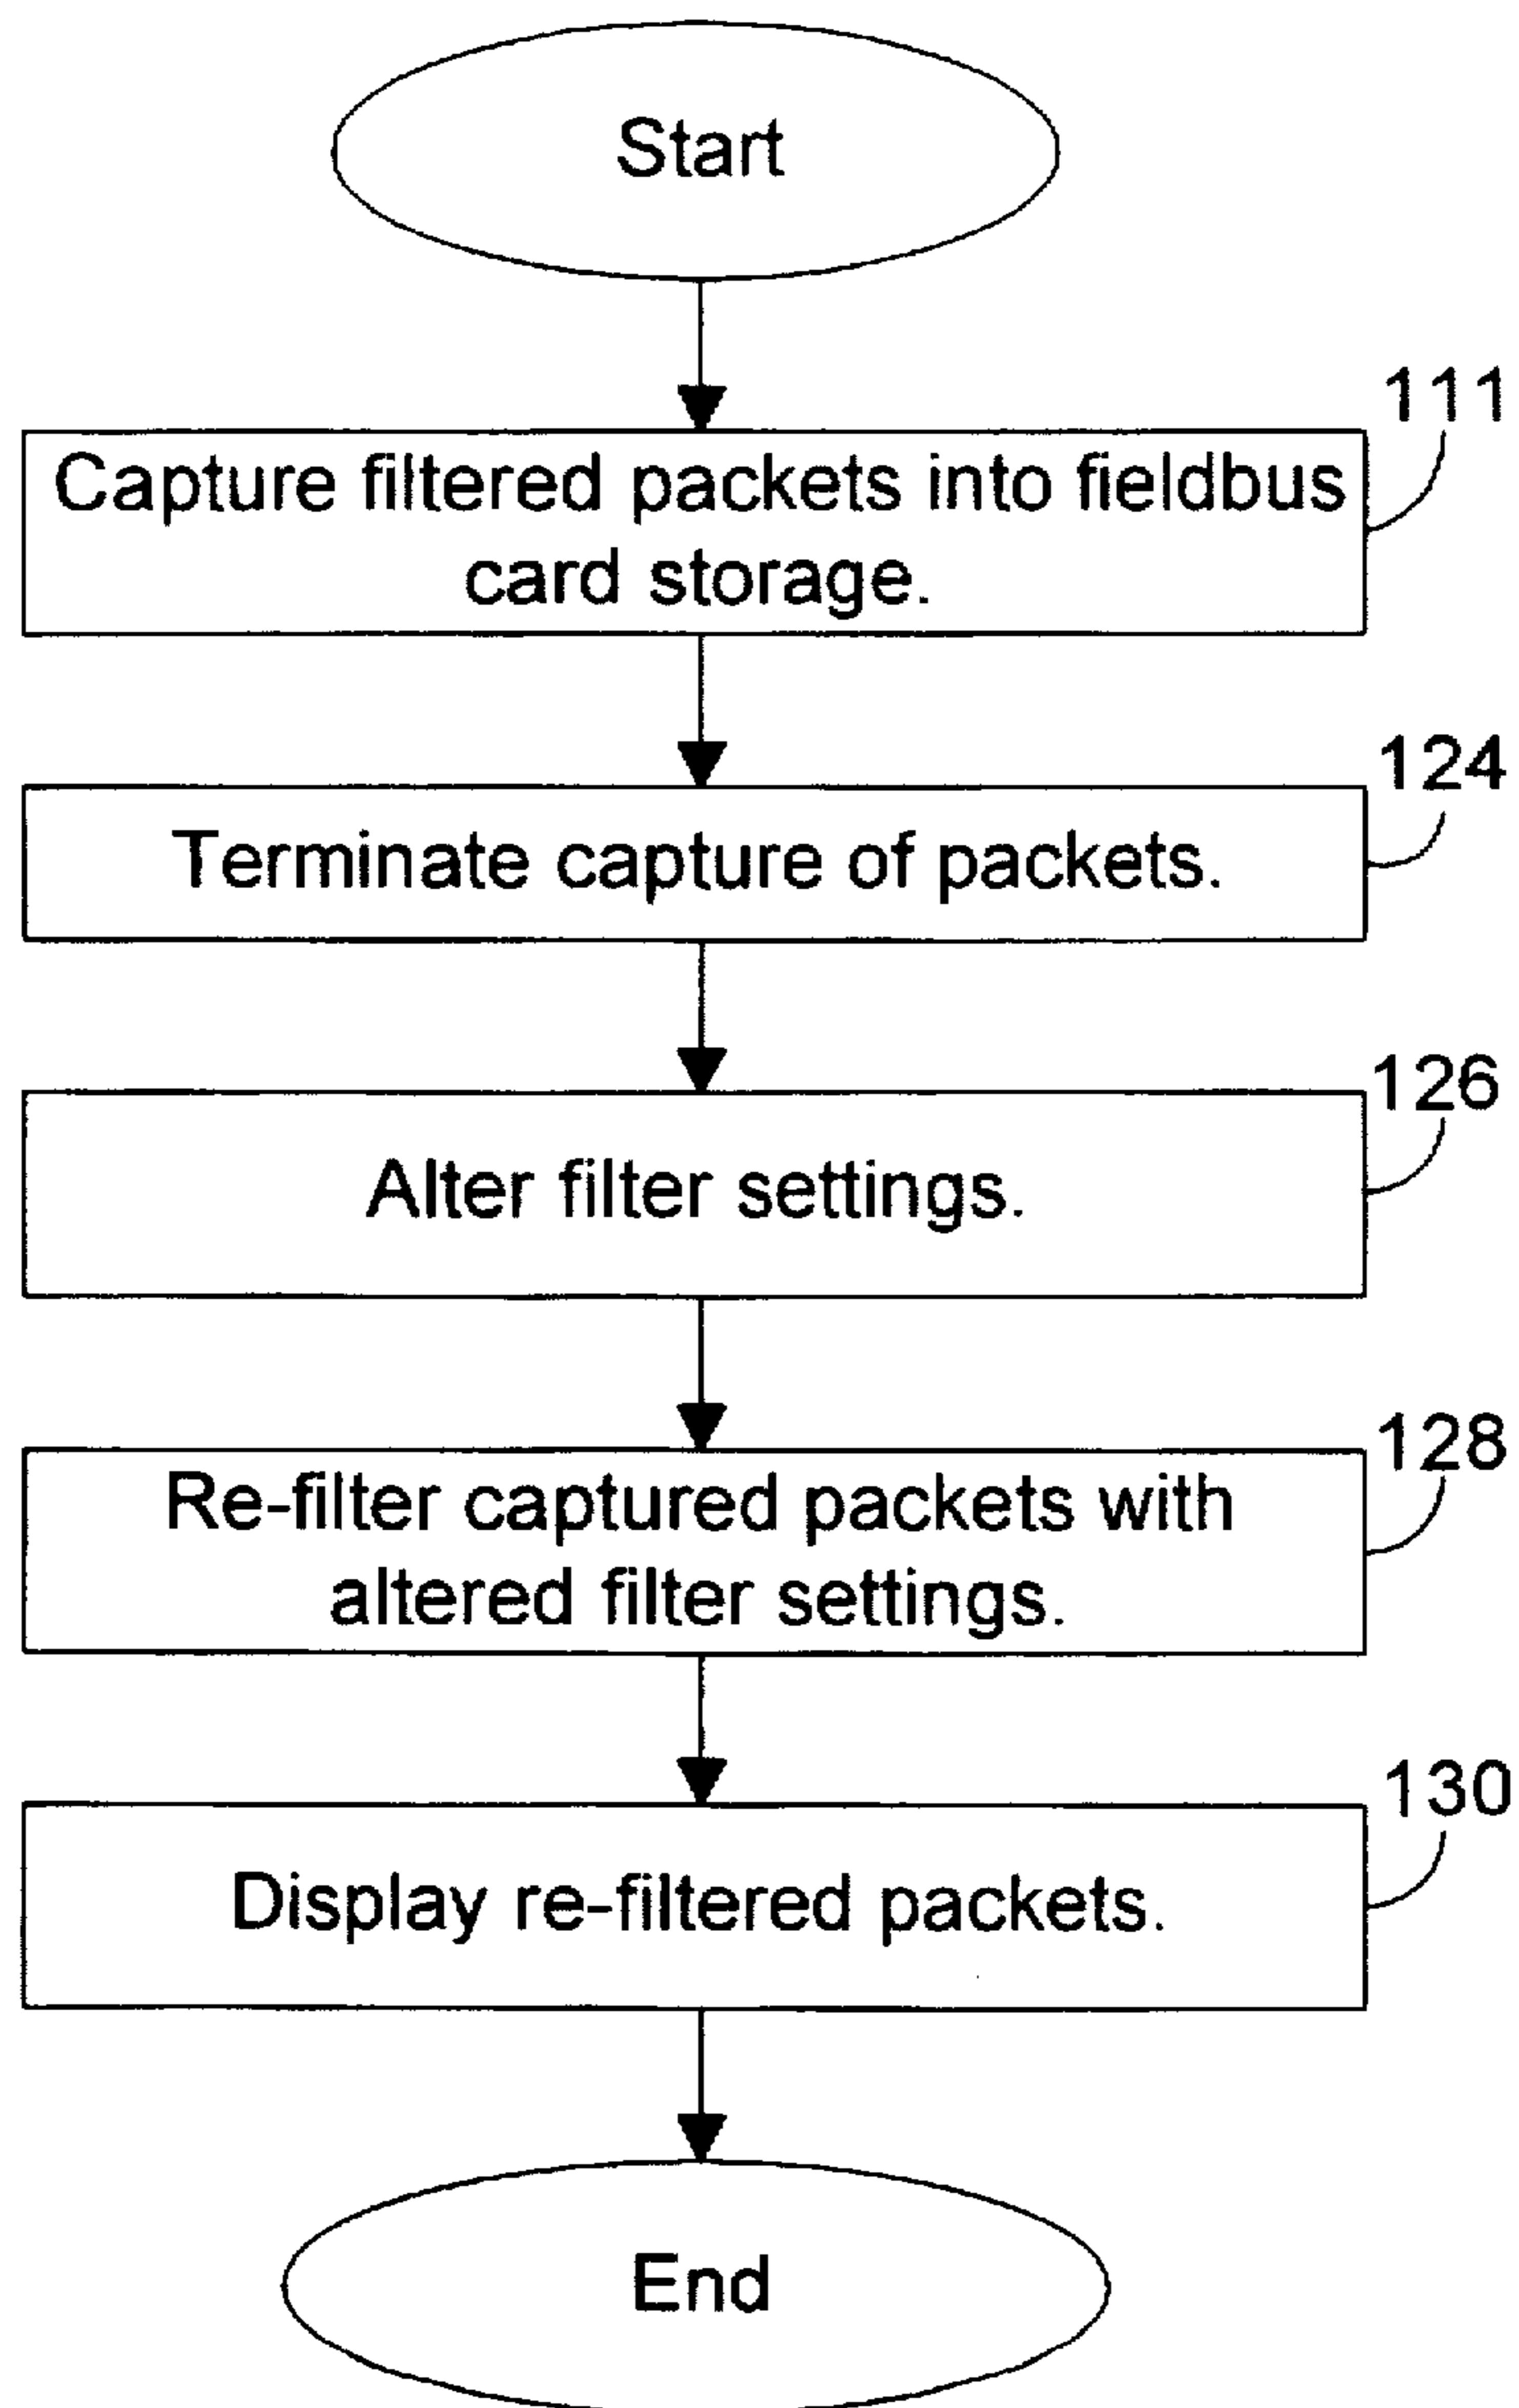 Start
111
Capture filtered packets into fieldbus
card storage.
124
Terminate capture of packets.
126
Alter filter settings.
128
Re-filter captured packets with
altered filter settings.
130
Display re-filtered packets.
End